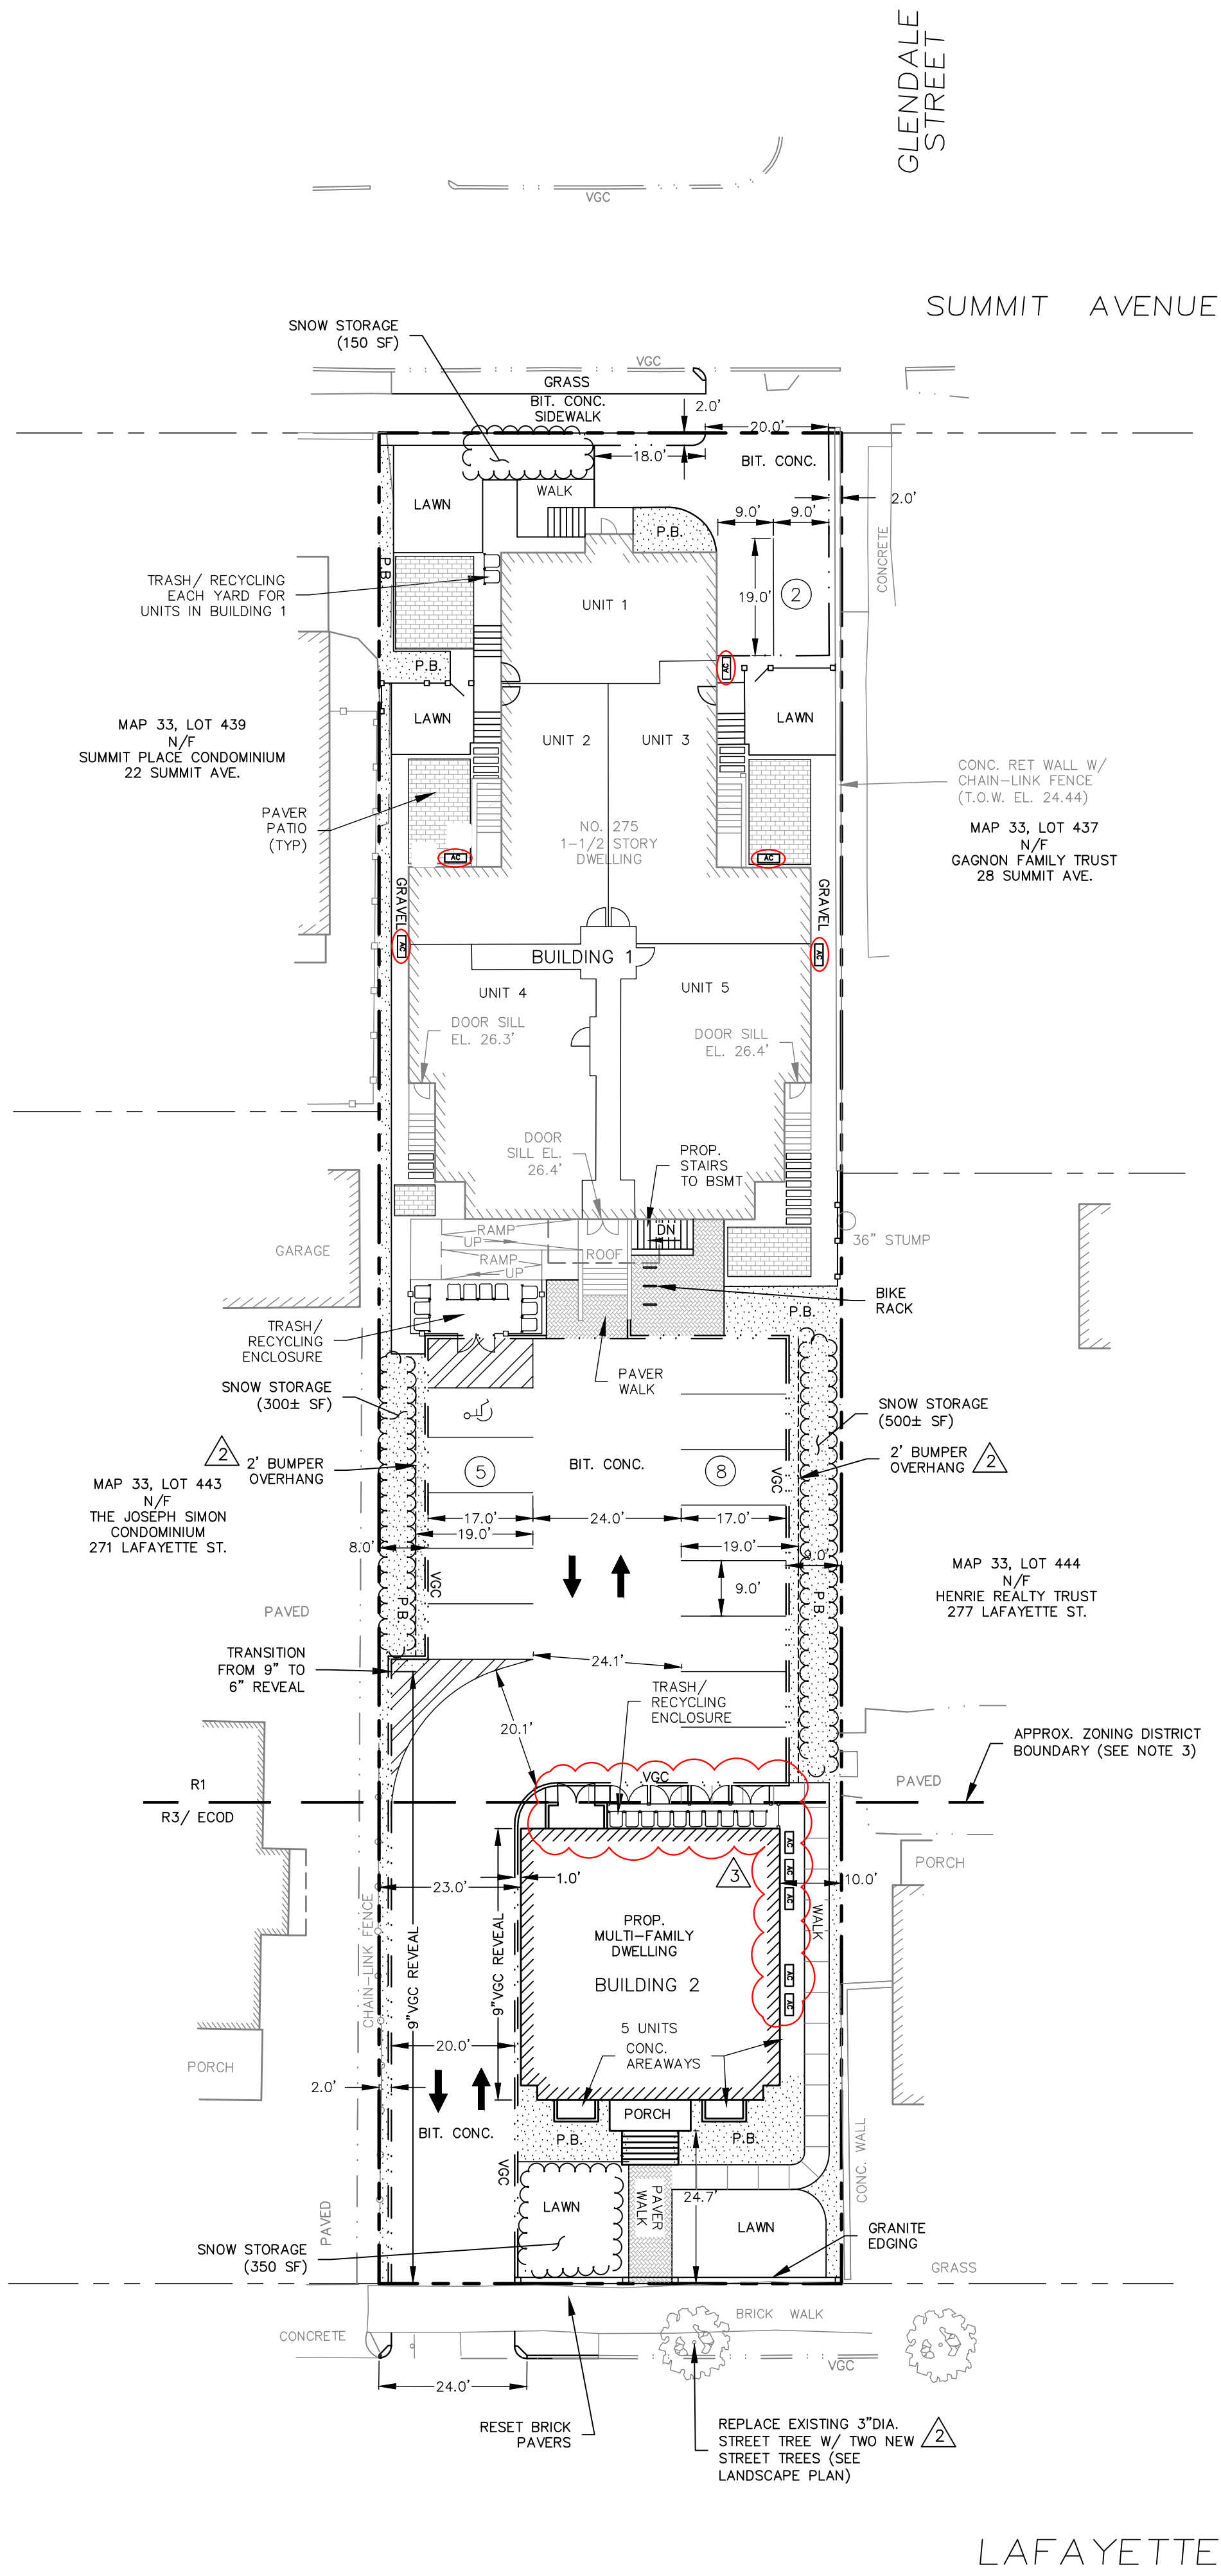 GLENDALE
STREET
VGC
SUMMIT AVENUE
SNOW STORAGE
(150 SF)
VGC
GRASS
BIT. CONC.
SIDEWALK
2.0'
20.0'
18.0'
BIT. CONC.
LAWN
WALK
2.0'
9.0'
9.0'
P.B.
CONCRETE
P.B.
TRASH/ RECYCLING
EACH YARD FOR
UNITS IN BUILDING 1
19.0'
2
UNIT 1
P.B.
AC
LAWN
LAWN
MAP 33, LOT 439
N/F
SUMMIT PLACE CONDOMINIUM
22 SUMMIT AVE.
UNIT 2
UNIT 3
CONC. RET WALL W/
CHAIN-LINK FENCE
(T.O.W. EL. 24.44)
PAVER
PATIO
(TYP)
NO. 275
1-1/2 STORY
DWELLING
MAP 33, LOT 437
N/F
GAGNON FAMILY TRUST
28 SUMMIT AVE.
AC
AC
GRAVEL
GRAVEL
AC
AC
BUILDING 1
UNIT 4
UNIT 5
DOOR SILL
EL. 26.3'
DOOR SILL
EL. 26.4'
DOOR
SILL EL.
26.4'
PROP.
STAIRS
TO BSMT
RAMP
UP
RAMP
UP
ROOF
DN
36" STUMP
GARAGE
BIKE
RACK
P.B.
TRASH/
RECYCLING
ENCLOSURE
PAVER
WALK
SNOW STORAGE
(300± SF)
SNOW STORAGE
(500± SF)
2
2' BUMPER
OVERHANG
5
BIT. CONC.
8
VGC
2' BUMPER
OVERHANG
2
MAP 33, LOT 443
N/F
THE JOSEPH SIMON
CONDOMINIUM
271 LAFAYETTE ST.
17.0'
24.0'
17.0'
19.0'
19.0'
8.0'
9.0'
9.0'
VGC
P.B.
P.B.
MAP 33, LOT 444
N/F
HENRIE REALTY TRUST
277 LAFAYETTE ST.
PAVED
TRANSITION
FROM 9" TO
6" REVEAL
24.1'
TRASH/
RECYCLING
ENCLOSURE
20.1'
APPROX. ZONING DISTRICT
BOUNDARY (SEE NOTE 3)
VGC
PAVED
R1
R3/ ECOD
AC
AC
AC
PORCH
3
1.0'
23.0'
10.0'
CHAIN-LINK FENCE
9"VGC REVEAL
9"VGC REVEAL
WALK
PROP.
MULTI-FAMILY
DWELLING
BUILDING 2
AC
AC
5 UNITS
CONC.
AREAWAYS
20.0'
PORCH
2.0'
PORCH
BIT. CONC.
P.B.
P.B.
VGC
CONC. WALL
LAWN
PAVER
WALK
24.7'
LAWN
PAVED
GRANITE
EDGING
SNOW STORAGE
(350 SF)
GRASS
BRICK WALK
CONCRETE
VGC
24.0'
RESET BRICK
PAVERS
REPLACE EXISTING 3"DIA.
STREET TREE W/ TWO NEW
STREET TREES (SEE
LANDSCAPE PLAN)
2
LAFAYETTE